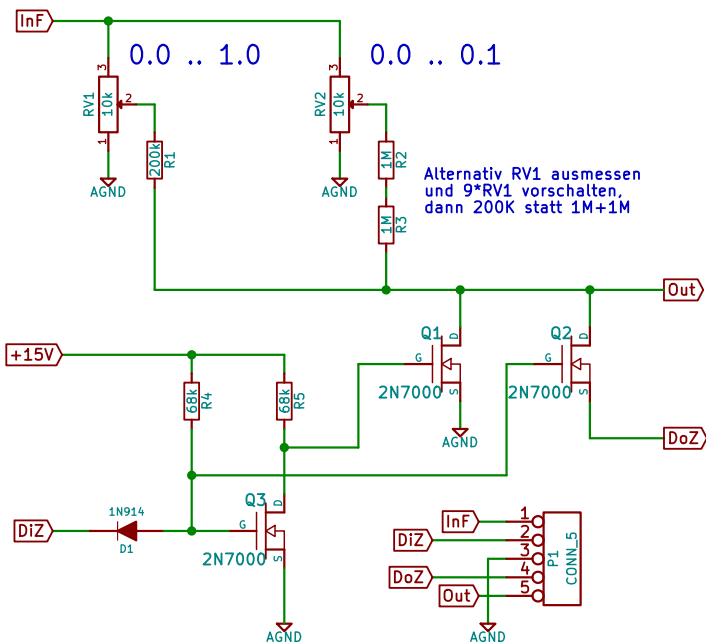 InF
0.0 .. 1.0
0.0 .. 0.1
3
RV1
10k
2
1
AGND
200k
R1
3
RV2
10k
2
1
AGND
1M
R2
1M
R3
Alternativ RV1 ausmessen
und 9*RV1 vorschalten,
dann 200K statt 1M+1M
Out
+15V
68k
R4
68k
R5
Q1
D
G
S
2N7000
AGND
Q2
D
G
S
2N7000
DoZ
DiZ
1N914
D1
Q3
D
G
S
2N7000
AGND
InF
1
DiZ
2
3
DoZ
4
Out
5
P1
CONN_5
AGND